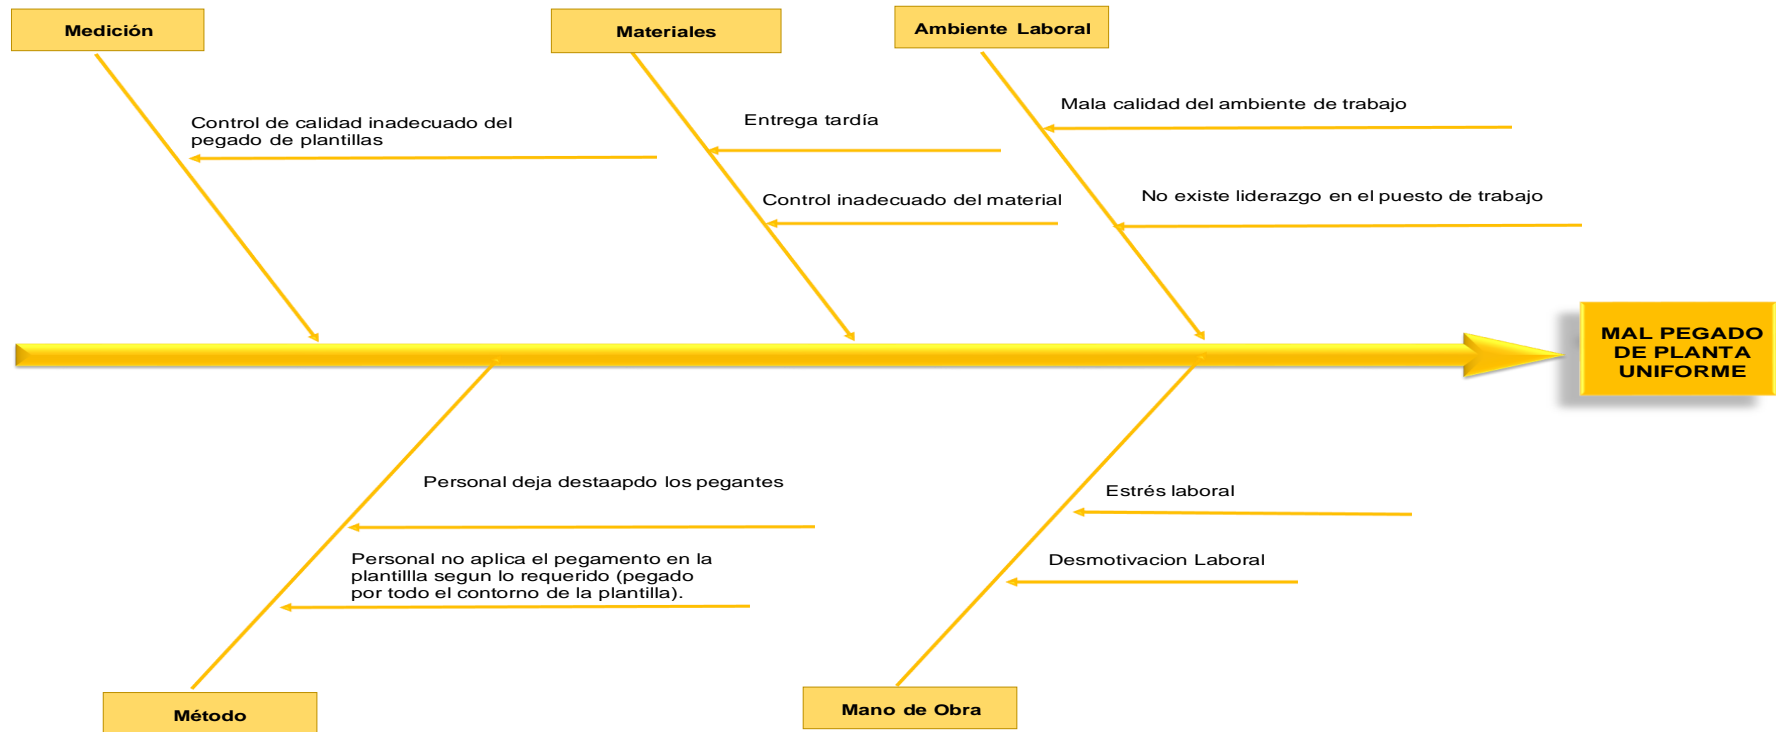 Medición
Materiales
Ambiente Laboral
Control de calidad inadecuado del
pegado de plantillas
Entrega tardía
Control inadecuado del material
Mala calidad del ambiente de trabajo
No existe liderazgo en el puesto de trabajo
MAL PEGADO
DE PLANTA
UNIFORME
Personal deja destaapdo los pegantes
Personal no aplica el pegamento en la
plantillla segun lo requerido (pegado
por todo el contorno de la plantilla).
Estrés laboral
Desmotivacion Laboral
Método
Mano de Obra